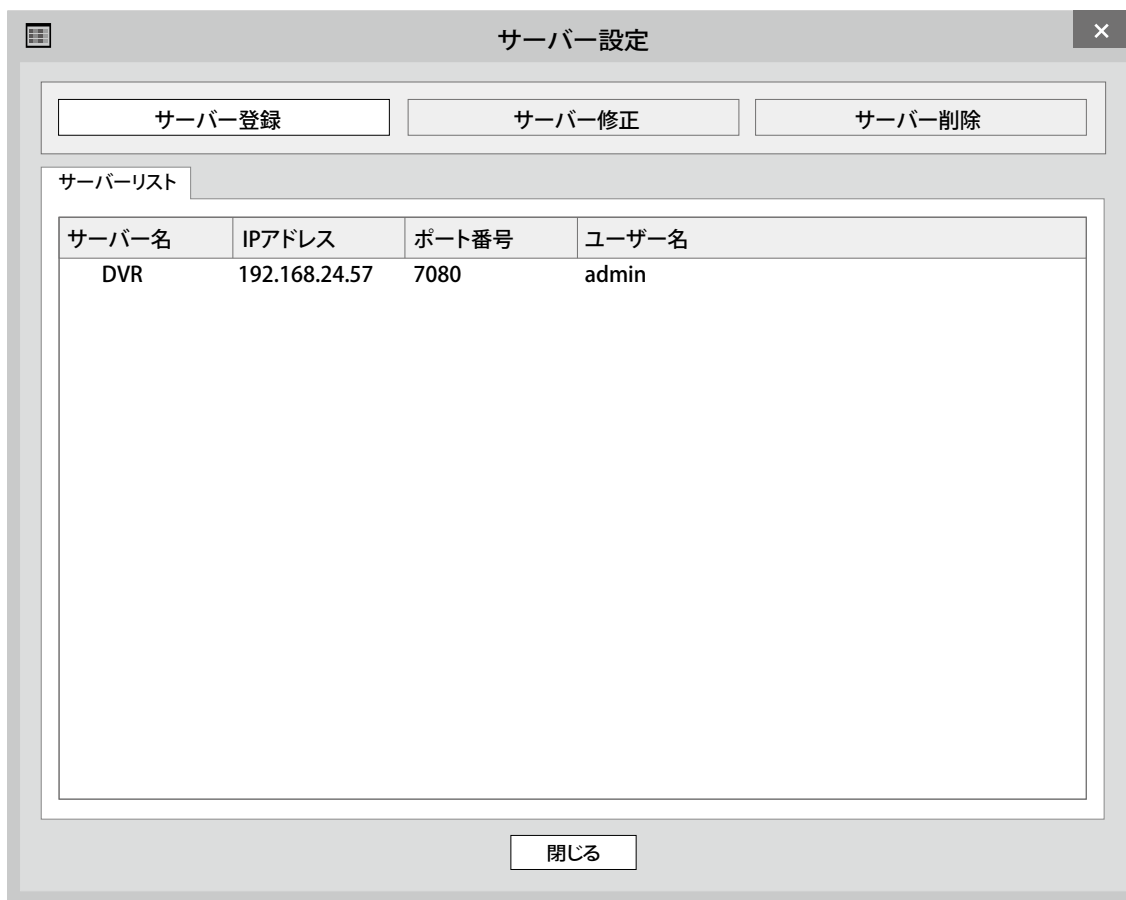 サーバー設定
サーバー登録 サーバー修正 サーバー削除
サーバーリスト
サーバー名 IPアドレス ポート番号 ユーザー名
DVR 192.168.24.57 7080 admin
閉じる